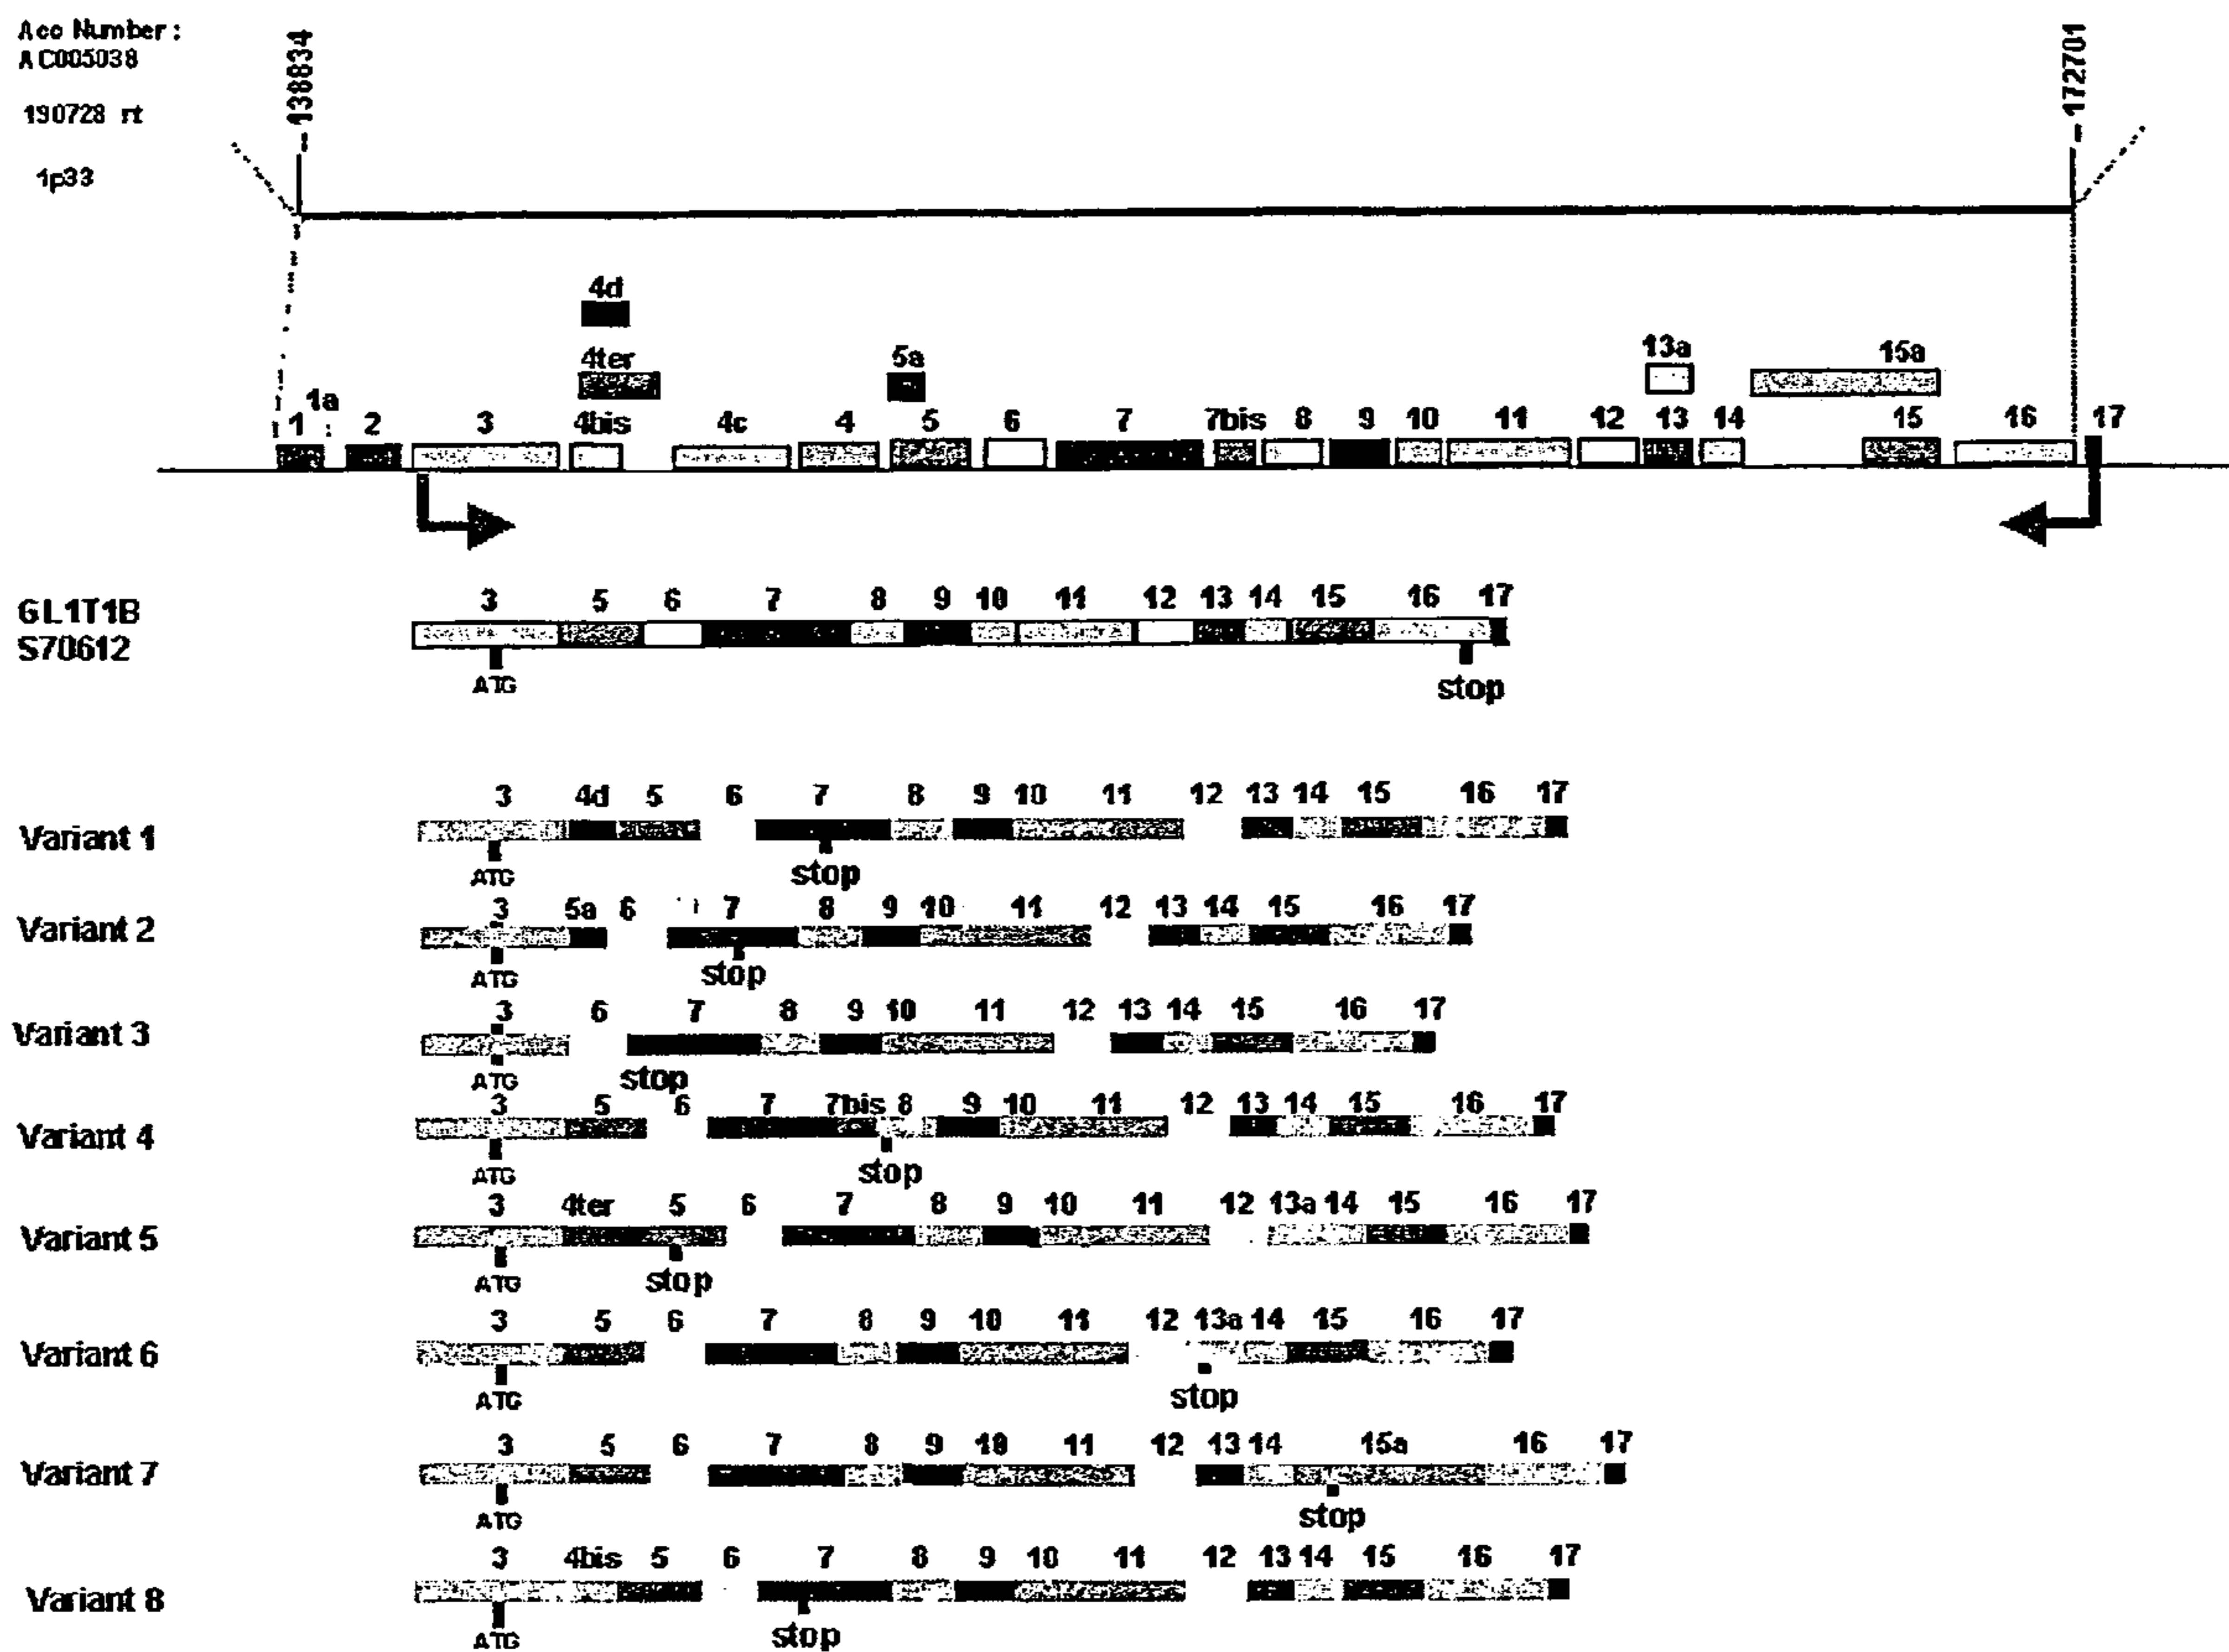 Acc Number:
AC005038
190728 nt
1p33
138834
172701
4d
4ter
5a
13a
15a
1
1a
2
3
4bis
4c
4
5
6
7
7bis
8
9
10
11
12
13
14
15
16
17
GL1T1B
S70612
3 5 6 7 8 9 10 11 12 13 14 15 16 17
ATG
stop
Variant 1
3 4d 5 6 7 8 9 10 11 12 13 14 15 16 17
ATG
stop
Variant 2
3 5a 6 7 8 9 10 11 12 13 14 15 16 17
ATG
stop
Variant 3
3 6 7 8 9 10 11 12 13 14 15 16 17
ATG
stop
Variant 4
3 5 6 7 7bis 8 9 10 11 12 13 14 15 16 17
ATG
stop
Variant 5
3 4ter 5 6 7 8 9 10 11 12 13a 14 15 16 17
ATG
stop
Variant 6
3 5 6 7 8 9 10 11 12 13a 14 15 16 17
ATG
stop
Variant 7
3 5 6 7 8 9 10 11 12 13 14 15a 16 17
ATG
stop
Variant 8
3 4bis 5 6 7 8 9 10 11 12 13 14 15 16 17
ATG
stop